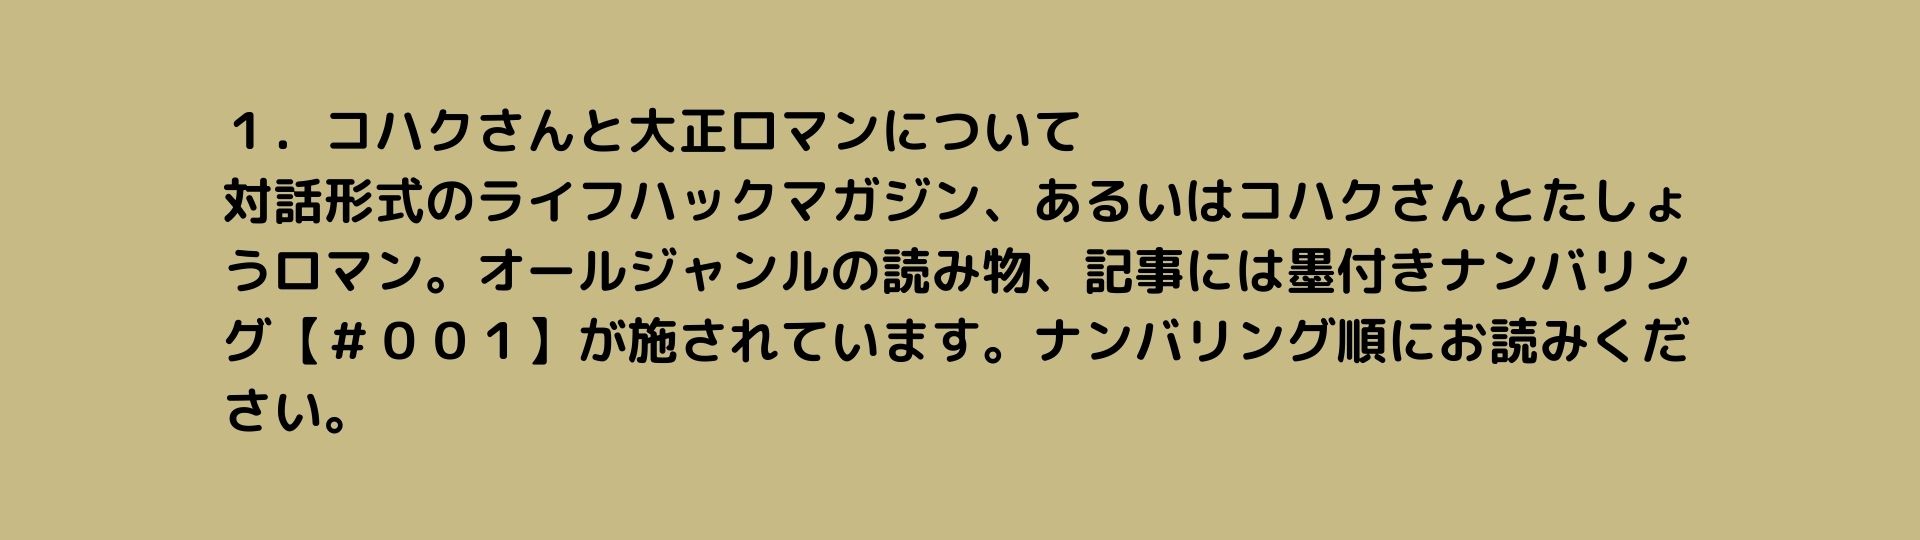 １．コハクさんと大正ロマンについて
対話形式のライフハックマガジン、あるいはコハクさんとたしょ
うロマン。オールジャンルの読み物、記事には墨付きナンバリン
グ【＃００１】が施されています。ナンバリング順にお読みくだ
さい。